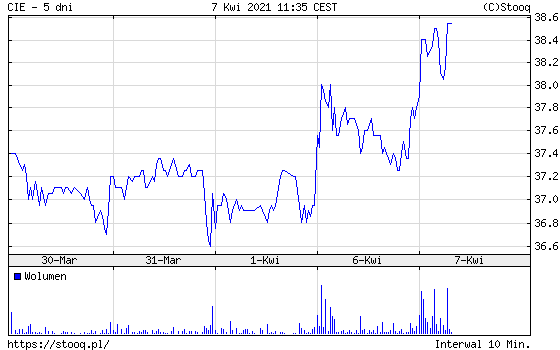 CIE - 5 dni
7 Kwi 2021 11:35 CEST
(C)Stooq
38.6
38.4
38.2
38.0
37.8
37.6
37.4
37.2
37.0
36.8
36.6
30-Mar
31-Mar
1-Kwi
6-Kwi
7-Kwi
Wolumen
https://stooq.pl/
Interwal 10 Min.